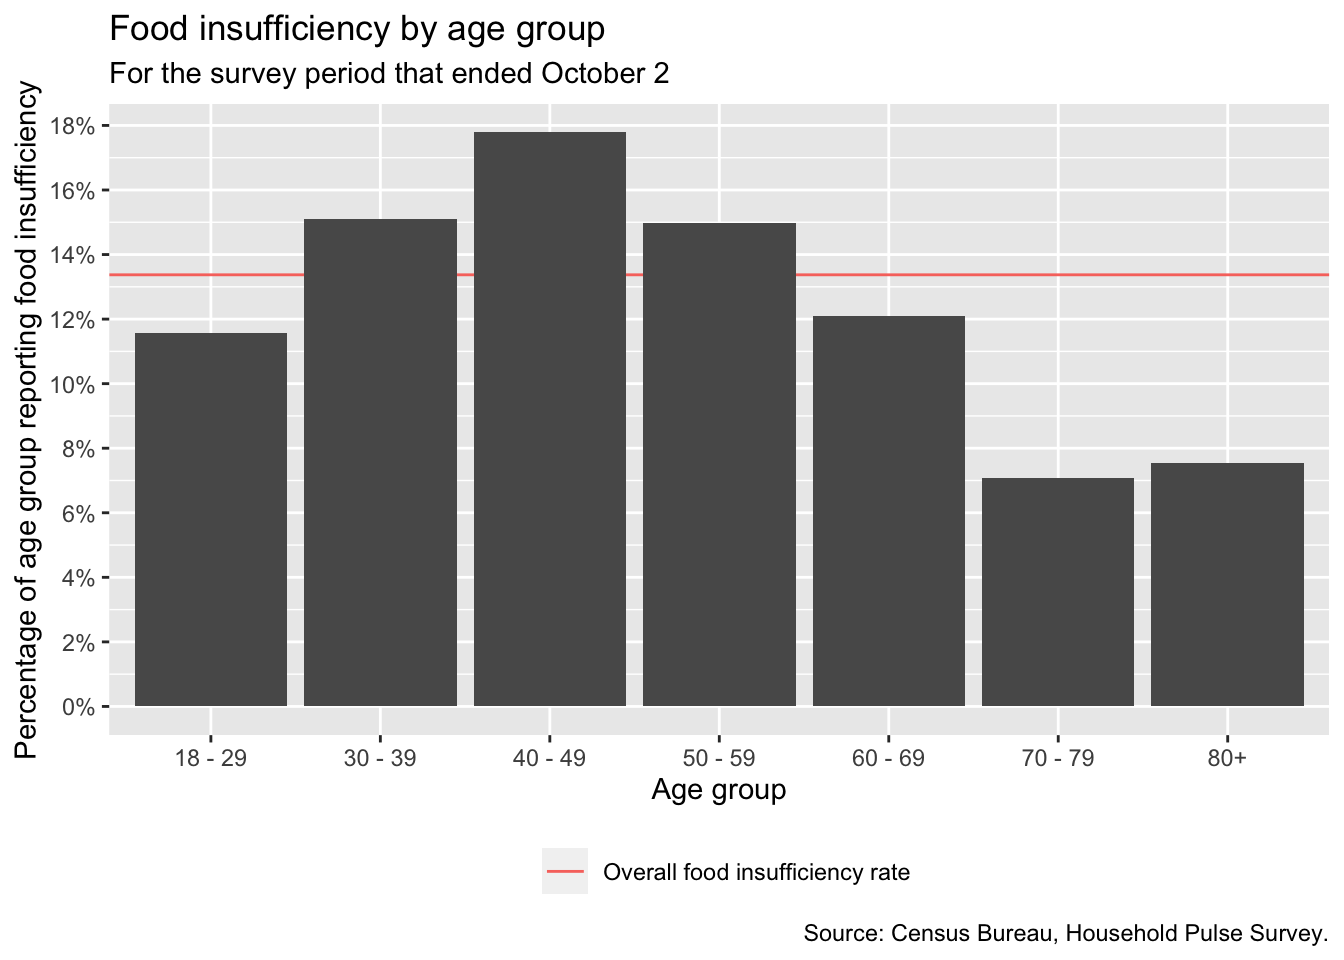 Food insufficiency by age group
For the survey period that ended October 2
Percentage of age group reporting food insufficiency
18%
16%
14%
12%
10%
8%
6%
4%
2%
0%
18 - 29
30 - 39
40 - 49
50 - 59
60 - 69
70 - 79
80+
Age group
Overall food insufficiency rate
Source: Census Bureau, Household Pulse Survey.